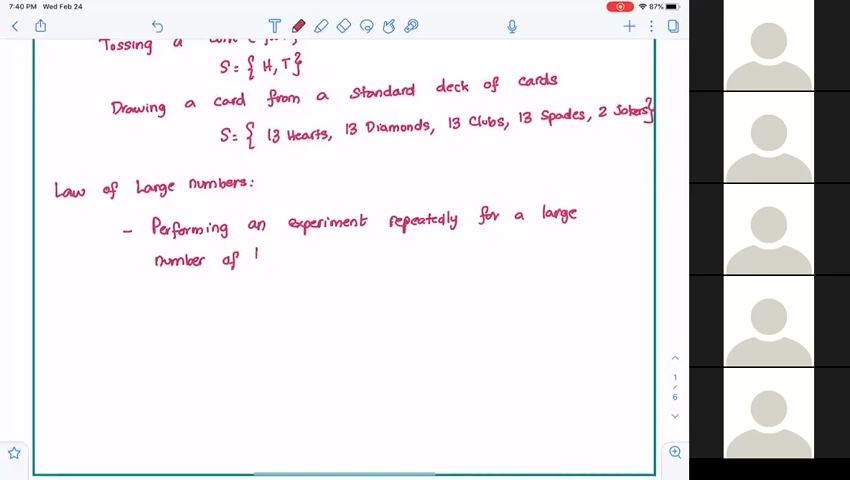 7:40 PM Wed Feb 24
87%
Tossing a
S = { H, T }
Drawing a card from a standard deck of cards
S = { 13 Hearts, 13 Diamonds, 13 Clubs, 13 Spades, 2 Jokers }
Law of Large numbers:
- Performing an experiment repeatedly for a large
number of
1
6